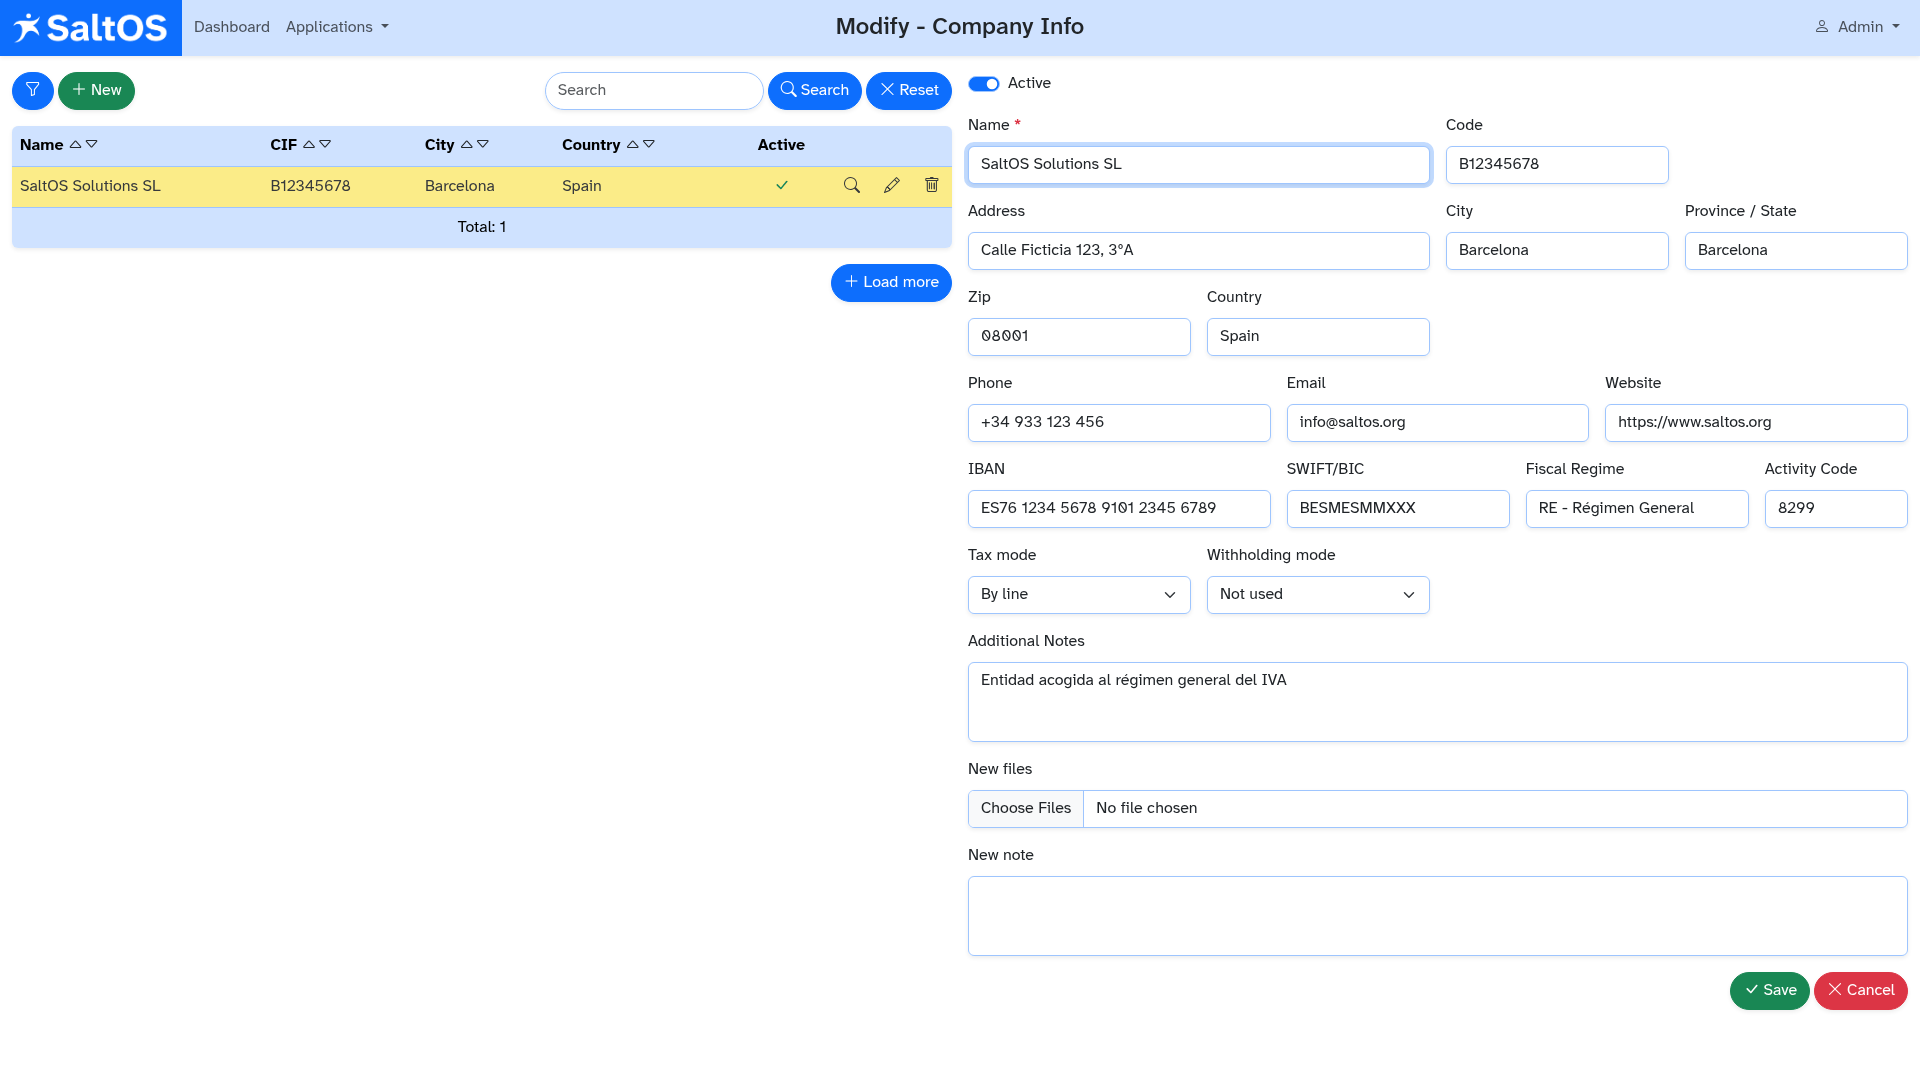 SaltOS Dashboard Applications Modify - Company Info Admin
New Search Search Reset
Name CIF City Country Active
SaltOS Solutions SL B12345678 Barcelona Spain
Total: 1
Load more
Active
Name * Code
SaltOS Solutions SL B12345678
Address City Province / State
Calle Ficticia 123, 3ºA Barcelona Barcelona
Zip Country
08001 Spain
Phone Email Website
+34 933 123 456 info@saltos.org https://www.saltos.org
IBAN SWIFT/BIC Fiscal Regime Activity Code
ES76 1234 5678 9101 2345 6789 BESMESMMXXX RE - Régimen General 8299
Tax mode Withholding mode
By line Not used
Additional Notes
Entidad acogida al régimen general del IVA
New files
Choose Files No file chosen
New note
Save Cancel